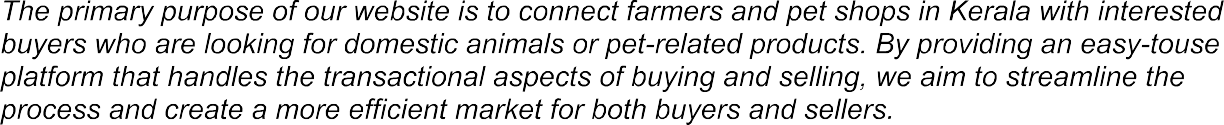 The primary purpose of our website is to connect farmers and pet shops in Kerala with interested
buyers who are looking for domestic animals or pet-related products. By providing an easy-touse
platform that handles the transactional aspects of buying and selling, we aim to streamline the
process and create a more efficient market for both buyers and sellers.